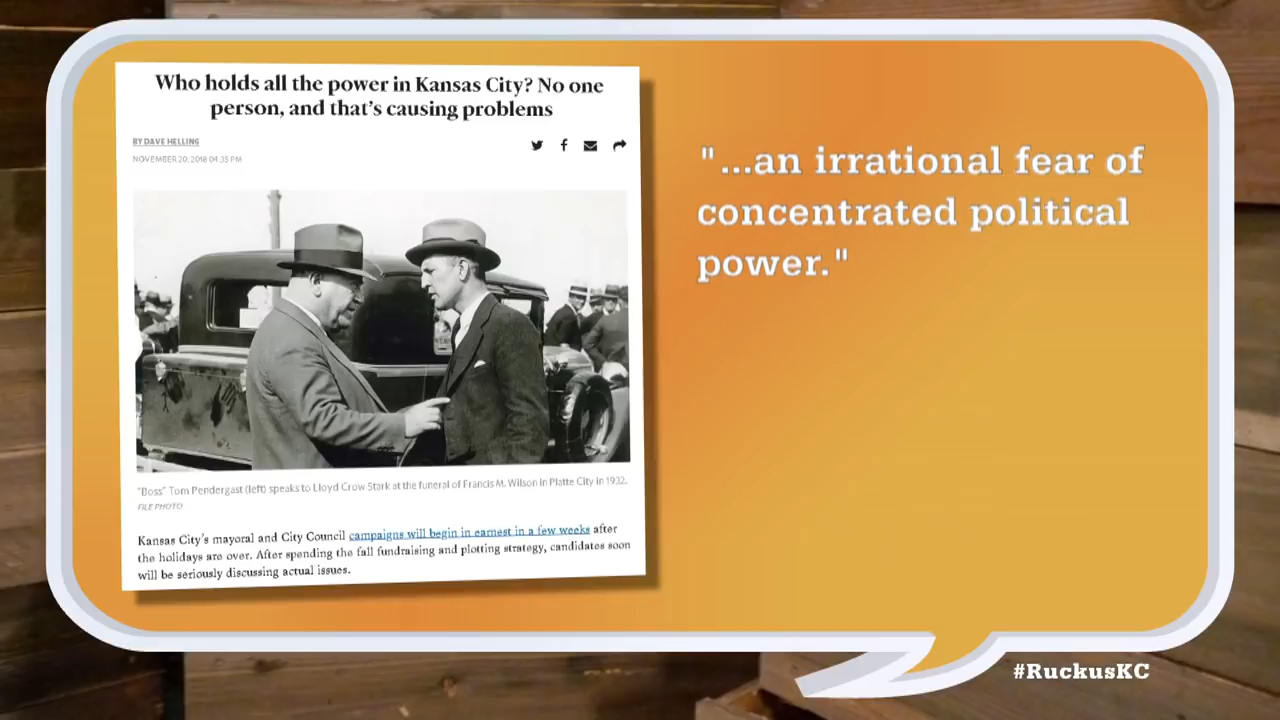 Who holds all the power in Kansas City? No one
person, and that's causing problems
BY DAVE HELLING
NOVEMBER 20, 2018 04:35 PM
"Boss" Tom Pendergast (left) speaks to Lloyd Crow Stark at the funeral of Francis M. Wilson in Platte City in 1932.
FILE PHOTO
Kansas City's mayoral and City Council campaigns will begin in earnest in a few weeks after
the holidays are over. After spending the fall fundraising and plotting strategy, candidates soon
will be seriously discussing actual issues.
"...an irrational fear of
concentrated political
power."
#RuckusKC